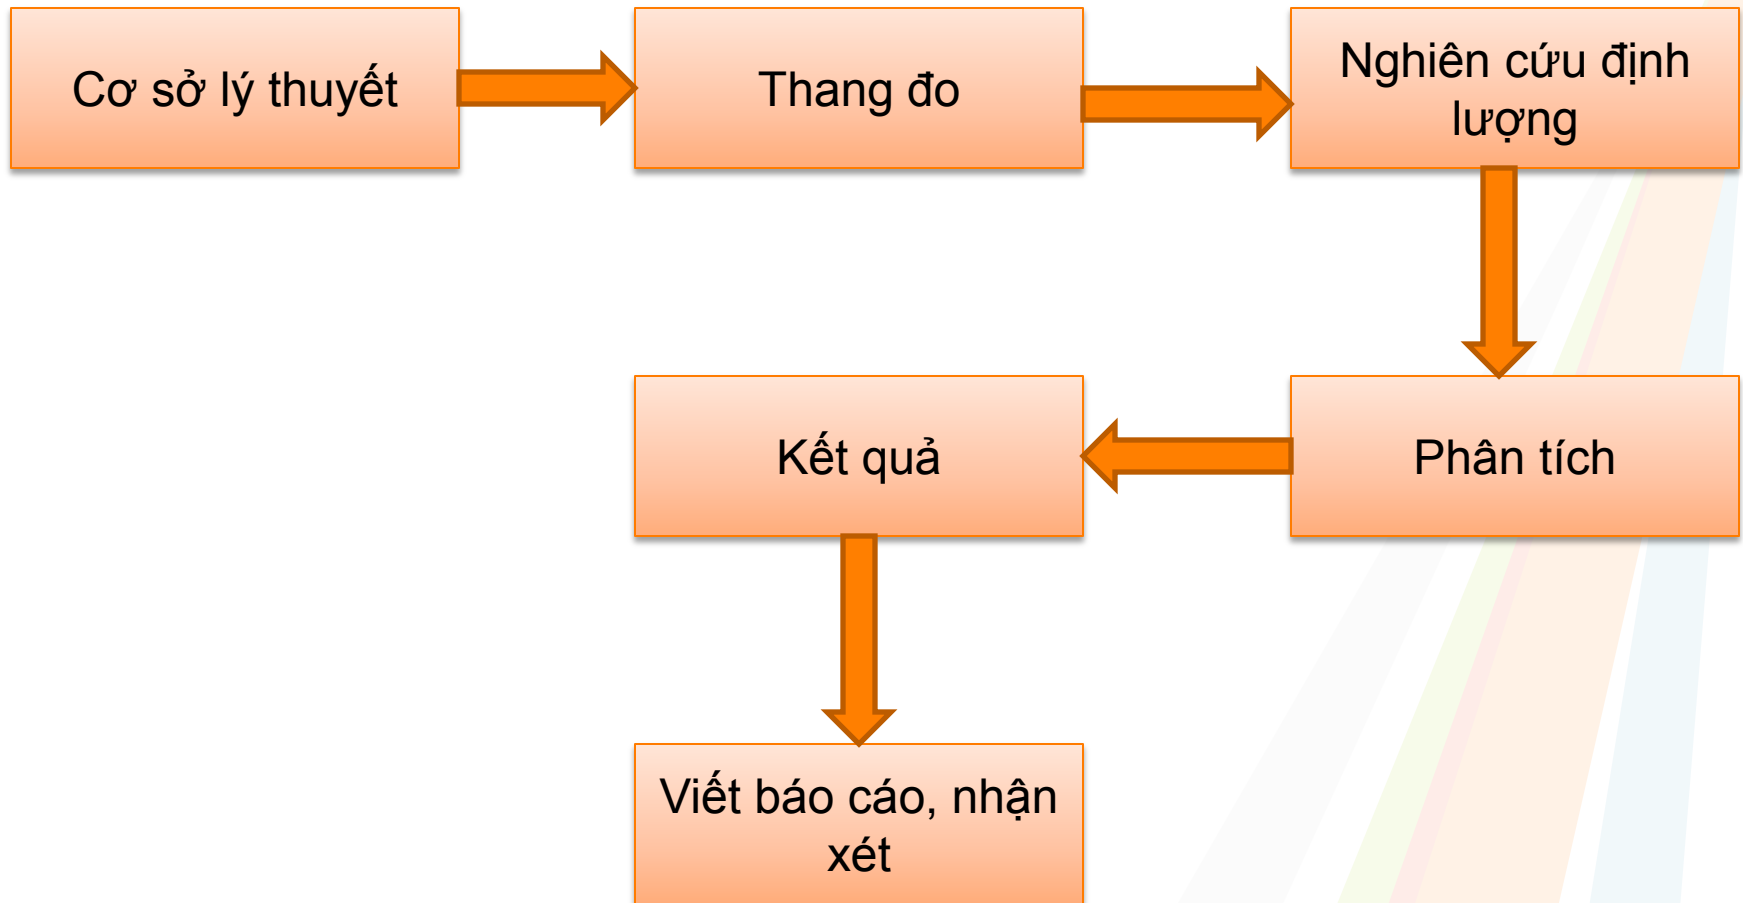 Cơ sở lý thuyết
Thang đo
Nghiên cứu định
lượng
Phân tích
Kết quả
Viết báo cáo, nhận
xét